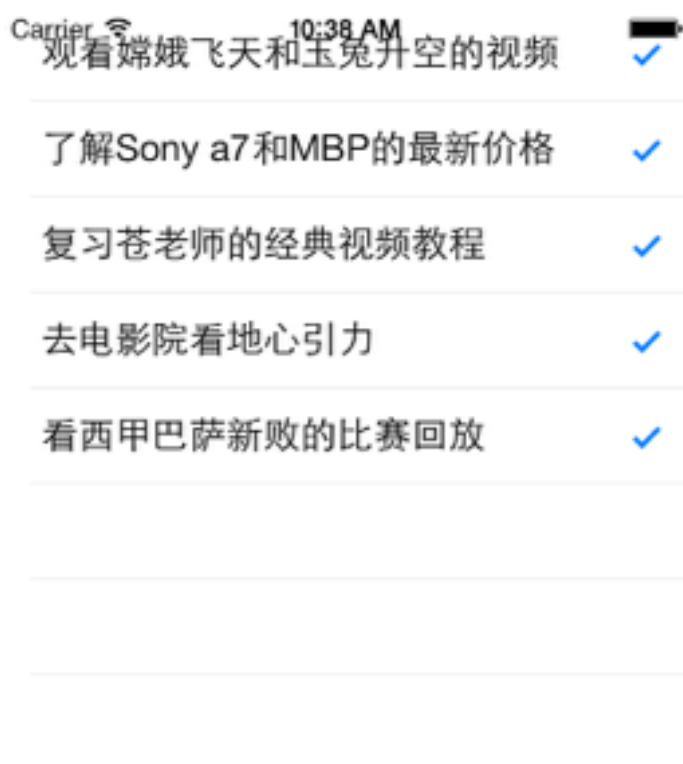 Carrier 10:38 AM
观看嫦娥飞天和玉兔升空的视频
了解Sony a7和MBP的最新价格
复习苍老师的经典视频教程
去电影院看地心引力
看西甲巴萨新败的比赛回放